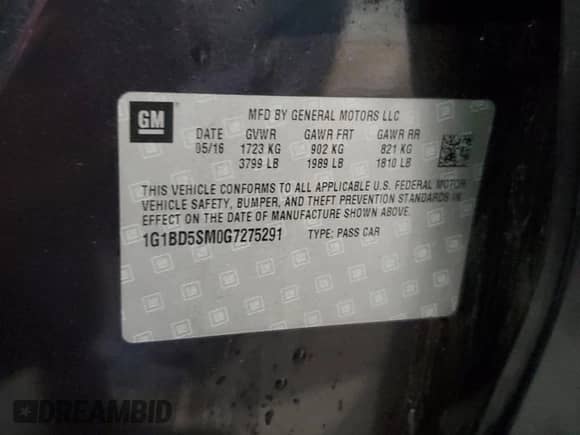 GM
MFD BY GENERAL MOTORS LLC
DATE GVWR GAWR FRT GAWR RR
05/16 1723 KG 902 KG 821 KG
3799 LB 1989 LB 1810 LB
THIS VEHICLE CONFORMS TO ALL APPLICABLE U.S. FEDERAL MOTOR
VEHICLE SAFETY, BUMPER, AND THEFT PREVENTION STANDARDS IN
EFFECT ON THE DATE OF MANUFACTURE SHOWN ABOVE.
1G1BD5SM0G7275291 TYPE: PASS CAR
DREAMBID